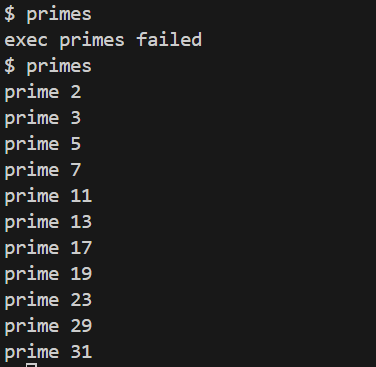 $ primes
exec primes failed
$ primes
prime 2
prime 3
prime 5
prime 7
prime 11
prime 13
prime 17
prime 19
prime 23
prime 29
prime 31